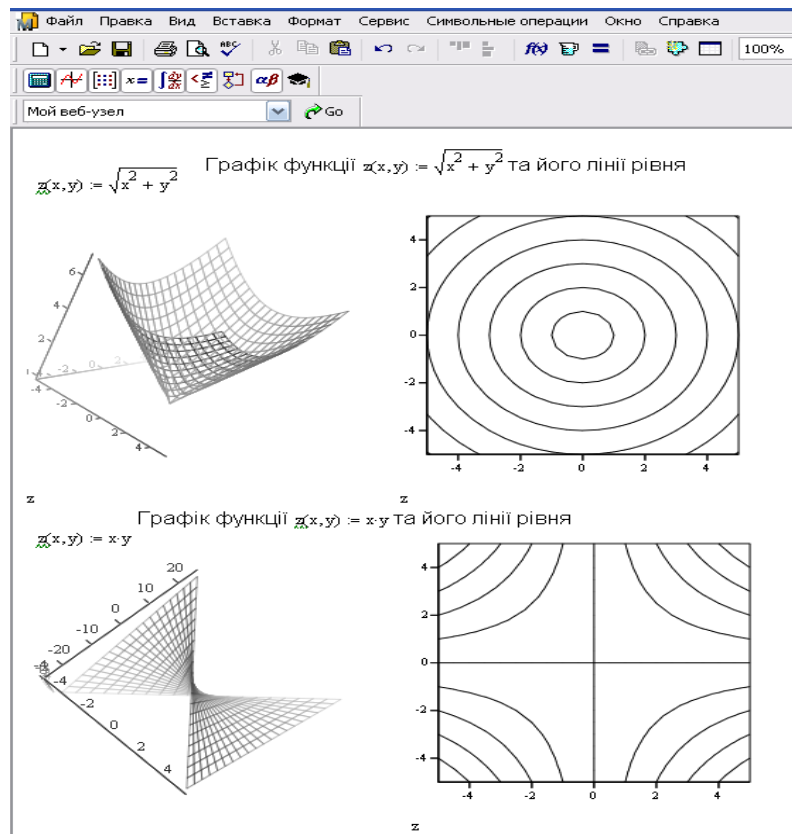 Файл Правка Вид Вставка Формат Сервис Символьные операции Окно Справка
100%
Мой веб-узел Go
z(x,y) := √(x² + y²)
Графік функції z(x,y) := √(x² + y²) та його лінії рівня
6
4
2
-4
-2
0
2
4
-2 0 2
4
2
0
-2
-4
-4 -2 0 2 4
z
z
Графік функції z(x,y) := x·y та його лінії рівня
z(x,y) := x·y
20
10
0
-10
-20
-4
-2
0
2
4
4
2
0
-2
-4
-4 -2 0 2 4
z